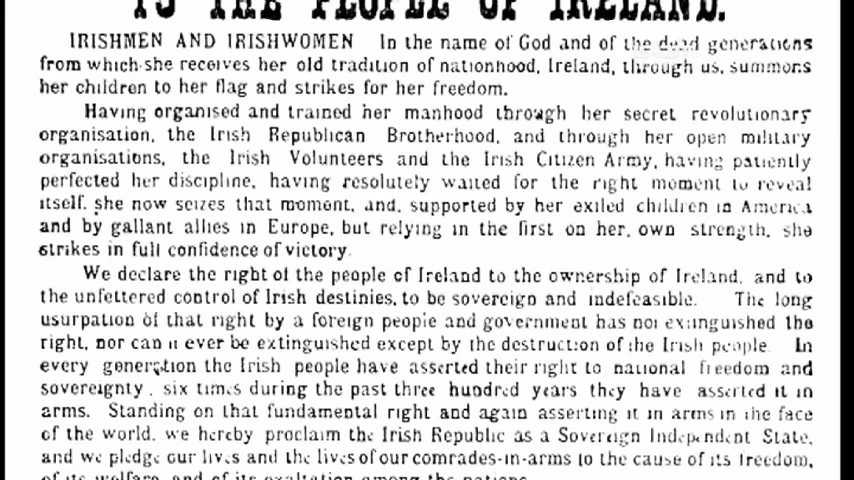 TO THE PEOPLE OF IRELAND.
IRISHMEN AND IRISHWOMEN In the name of God and of the dead generations
from which she receives her old tradition of nationhood, Ireland, through us, summons
her children to her flag and strikes for her freedom.
Having organised and trained her manhood through her secret revolutionary
organisation, the Irish Republican Brotherhood, and through her open military
organisations, the Irish Volunteers and the Irish Citizen Army, having patiently
perfected her discipline, having resolutely waited for the right moment to reveal
itself, she now seizes that moment, and, supported by her exiled children in America
and by gallant allies in Europe, but relying in the first on her, own strength, she
strikes in full confidence of victory.
We declare the right of the people of Ireland to the ownership of Ireland, and to
the unfettered control of Irish destinies, to be sovereign and indefeasible. The long
usurpation of that right by a foreign people and government has not extinguished the
right, nor can it ever be extinguished except by the destruction of the Irish people. In
every generation the Irish people have asserted their right to national freedom and
sovereignty, six times during the past three hundred years they have asserted it in
arms. Standing on that fundamental right and again asserting it in arms in the face
of the world, we hereby proclaim the Irish Republic as a Sovereign Independent State,
and we pledge our lives and the lives of our comrades-in-arms to the cause of its freedom,
of its welfare, and of its exaltation among the nations.